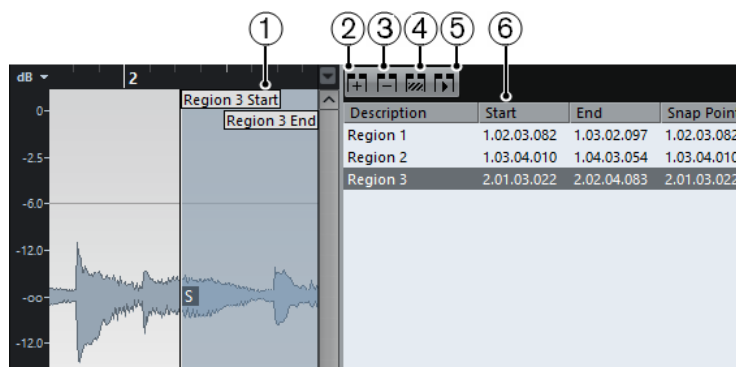 1 2 3 4 5 6
dB 2
Region 3 Start
Region 3 End
0
-2.5
-6.0
-12.0
-oo
-12.0
S
Description Start End Snap Poin
Region 1 1.02.03.082 1.03.02.097 1.02.03.082
Region 2 1.03.04.010 1.04.03.054 1.03.04.010
Region 3 2.01.03.022 2.02.04.083 2.01.03.022